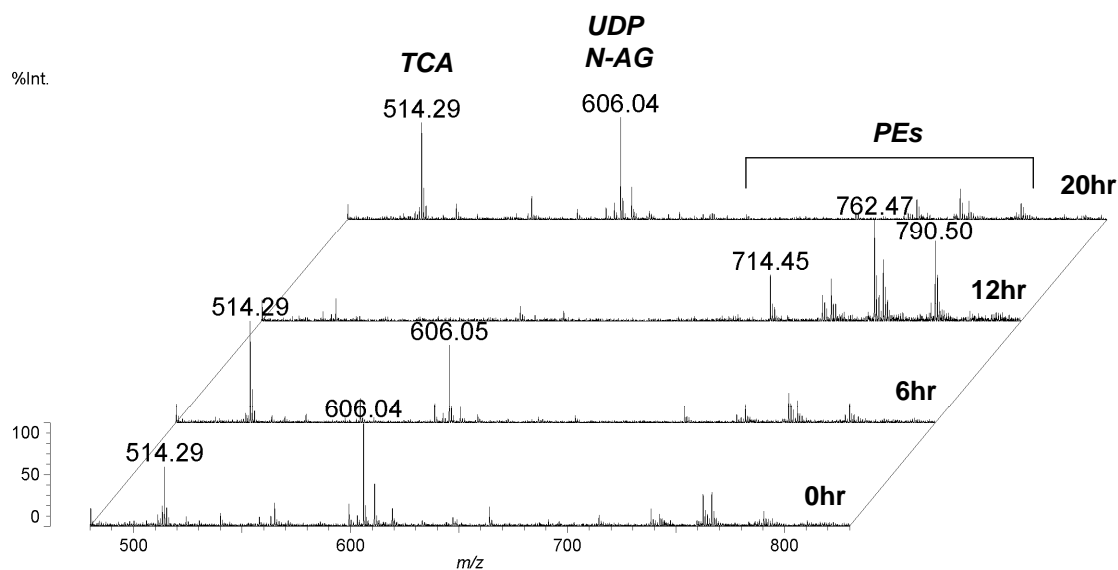 UDP
TCA N-AG
%Int.
514.29 606.04
PEs
20hr
762.47
790.50
714.45
12hr
514.29
606.05
6hr
606.04
100
514.29
50
0hr
0
500 600 700 800
m/z